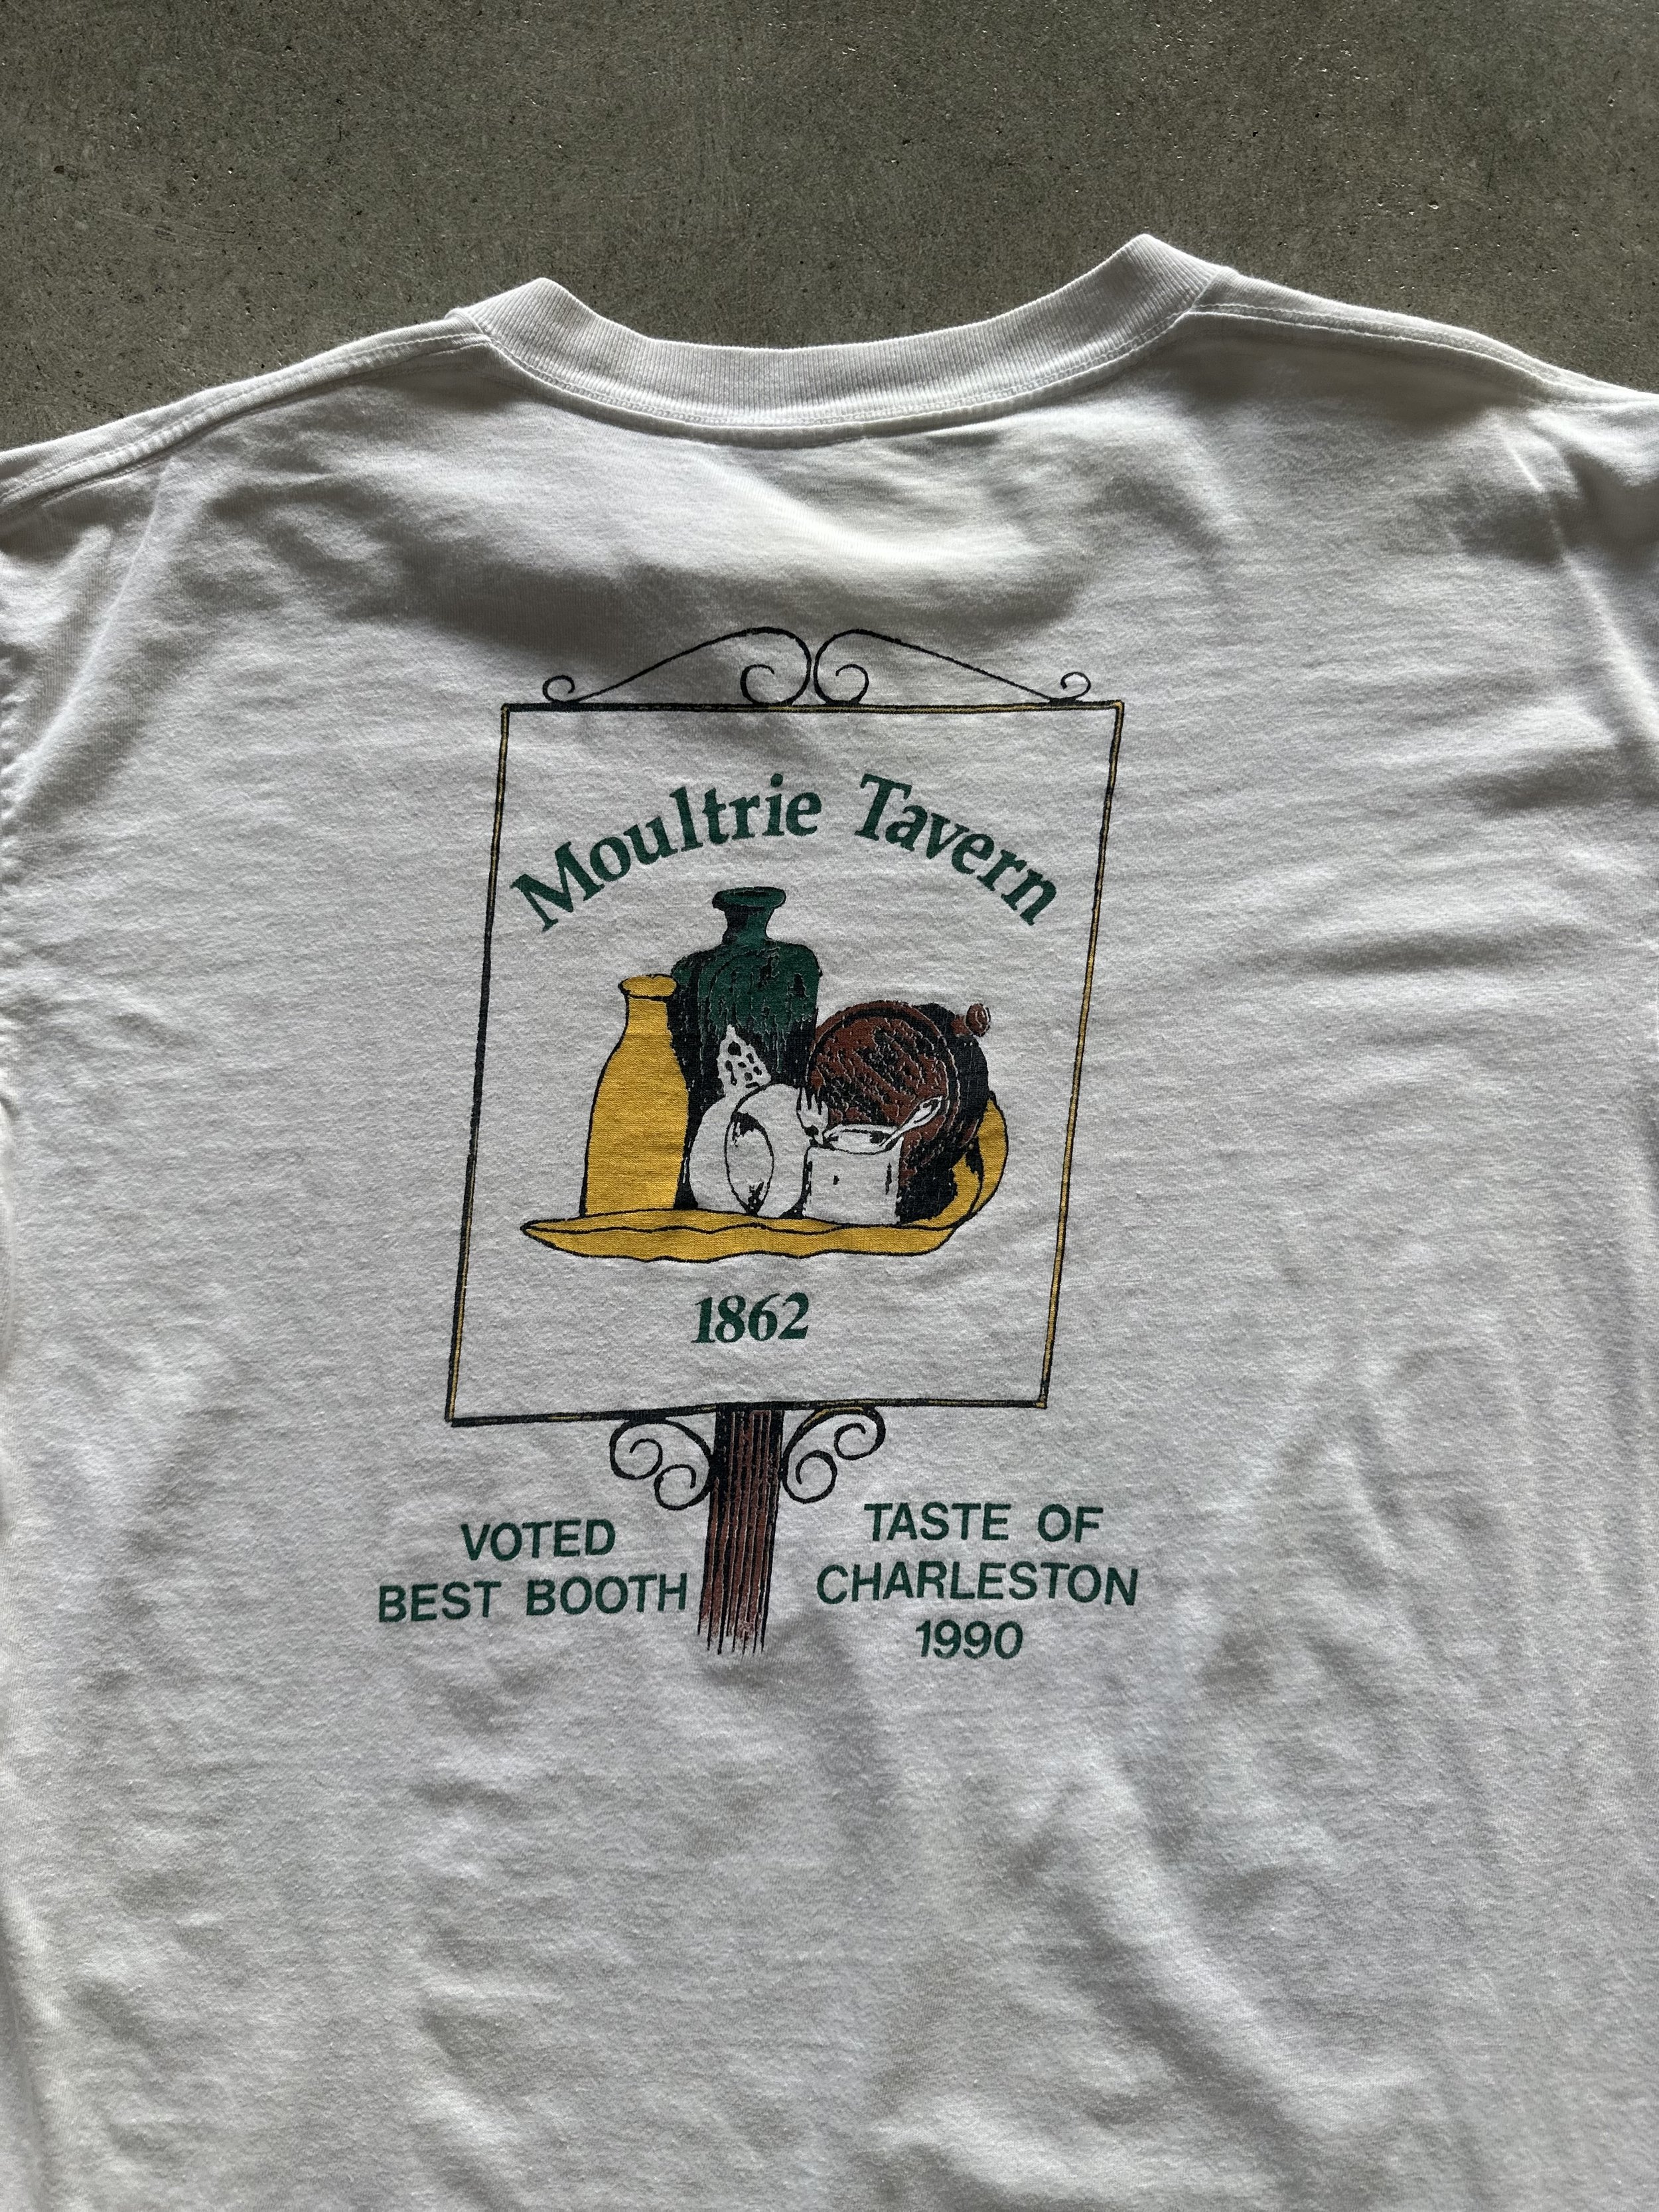 Moultrie Tavern
1862
VOTED
BEST BOOTH
TASTE OF
CHARLESTON
1990